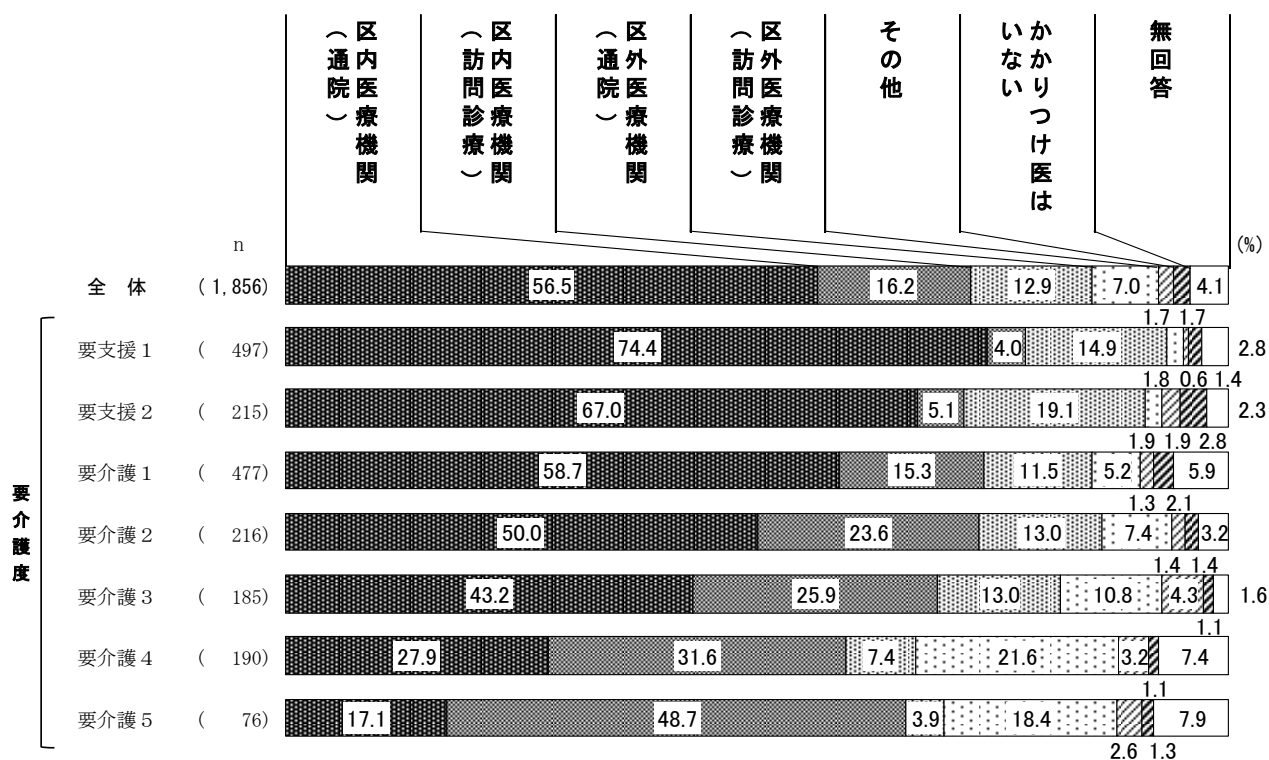 区内医療機関
（通院）
区内医療機関
（訪問診療）
区外医療機関
（通院）
区外医療機関
（訪問診療）
その他
かかりつけ医は
いない
無回答
n
(%)
全 体 (1,856) 56.5 16.2 12.9 7.0 4.1
1.7 1.7
要支援１ ( 497) 74.4 4.0 14.9 2.8
1.8 0.6 1.4
要支援２ ( 215) 67.0 5.1 19.1 2.3
1.9 1.9 2.8
要介護１ ( 477) 58.7 15.3 11.5 5.2 5.9
1.3 2.1
要介護２ ( 216) 50.0 23.6 13.0 7.4 3.2
1.4 1.4
要介護３ ( 185) 43.2 25.9 13.0 10.8 4.3 1.6
1.1
要介護４ ( 190) 27.9 31.6 7.4 21.6 3.2 7.4
1.1
要介護５ ( 76) 17.1 48.7 3.9 18.4 7.9
2.6 1.3
要介護度